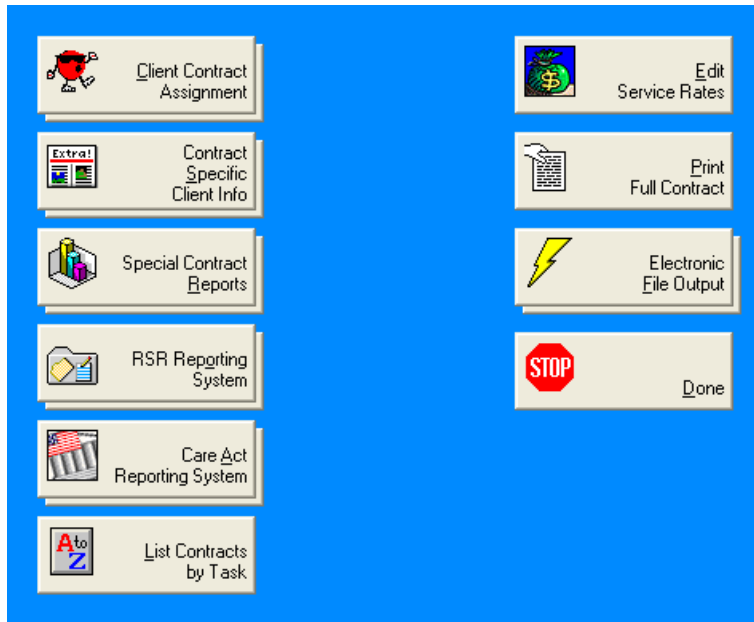 Client Contract
Assignment
Extra!
Contract
Specific
Client Info
Special Contract
Reports
RSR Reporting
System
Care Act
Reporting System
A to Z
List Contracts
by Task
$
Edit
Service Rates
Print
Full Contract
Electronic
File Output
STOP
Done